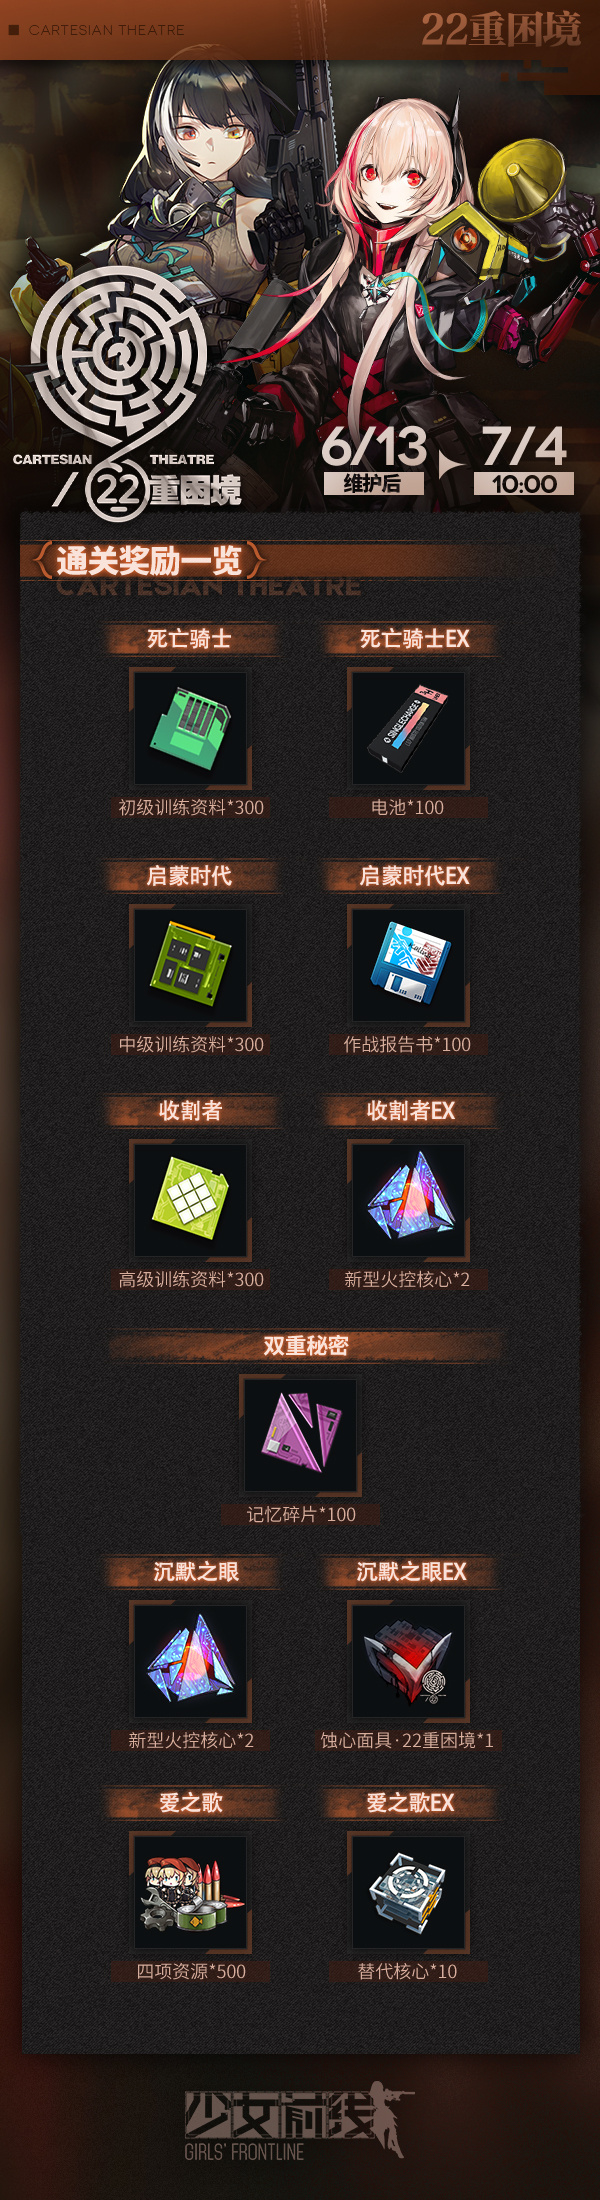 CARTESIAN THEATRE
22重困境
CARTESIAN THEATRE
22重困境
6/13 7/4
维护后 10:00
通关奖励一览
CARTESIAN THEATRE
死亡骑士 死亡骑士EX
SINGLECHARGE
初级训练资料*300 电池*100
启蒙时代 启蒙时代EX
中级训练资料*300 作战报告书*100
收割者 收割者EX
高级训练资料*300 新型火控核心*2
双重秘密
记忆碎片*100
沉默之眼 沉默之眼EX
新型火控核心*2 蚀心面具·22重困境*1
爱之歌 爱之歌EX
四项资源*500 替代核心*10
少女前线
GIRLS' FRONTLINE